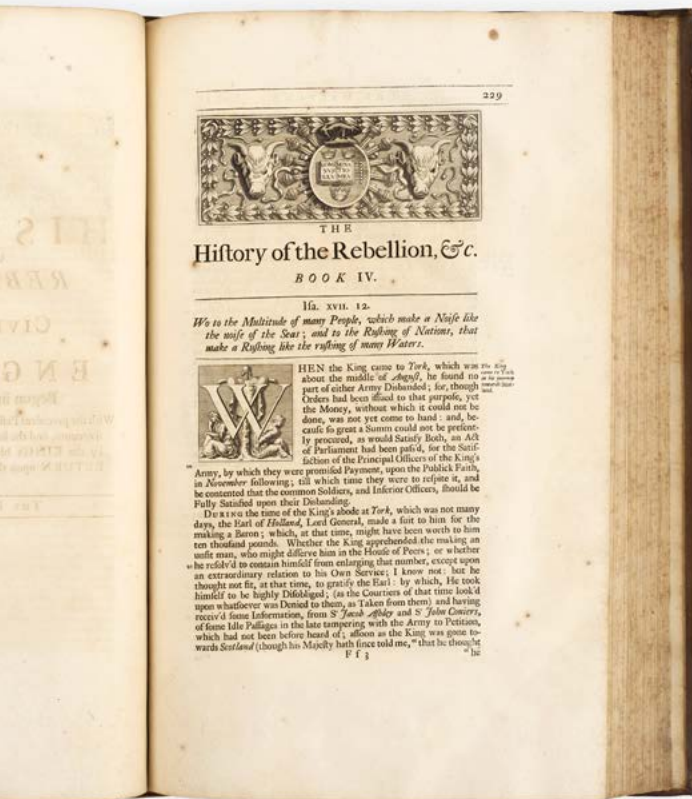 229
THE
Hiſtory of the Rebellion, &c.
BOOK IV.
Iſa. XVII. 12.
Wo to the Multitude of many People, which make a Noiſe like
the noiſe of the Seas; and to the Ruſhing of Nations, that
make a Ruſhing like the ruſhing of many Waters.
WHEN the King came to York, which was
about the middle of Auguſt, he found no
part of either Army Disbanded; for, though
Orders had been iſſued to that purpoſe, yet
the Money, without which it could not be
done, was not yet come to hand: and, be-
cauſe ſo great a Summ could not be preſent-
ly procured, as would Satisfy Both, an Act
of Parliament had been paſs'd, for the Satiſ-
faction of the Principal Officers of the King's
Army, by which they were promiſed Payment, upon the Publick Faith,
in November following; till which time they were to reſpite it, and
be contented that the common Soldiers, and Inferior Officers, ſhould be
Fully Satisfied upon their Disbanding.
DURING the time of the King's abode at York, which was not many
days, the Earl of Holland, Lord General, made a ſuit to him for the
making a Baron; which, at that time, might have been worth to him
ten thouſand pounds. Whether the King apprehended the making an
unfit man, who might diſſerve him in the Houſe of Peers; or whether
he reſolv'd to contain himſelf from enlarging that number, except upon
an extraordinary relation to his Own Service; I know not: but he
thought not fit, at that time, to gratify the Earl: by which, He took
himſelf to be highly Diſobliged; (as the Courtiers of that time look'd
upon whatſoever was Denied to them, as Taken from them) and having
receiv'd ſome Information, from Sr Jacob Aſhley and Sr John Coniers,
of ſome Idle Paſſages in the late tampering with the Army to Petition,
which had not been before heard of; aſſoon as the King was gone to-
wards Scotland (though his Majeſty hath ſince told me, "that he thought
Ff 3
"he
The King
came to York